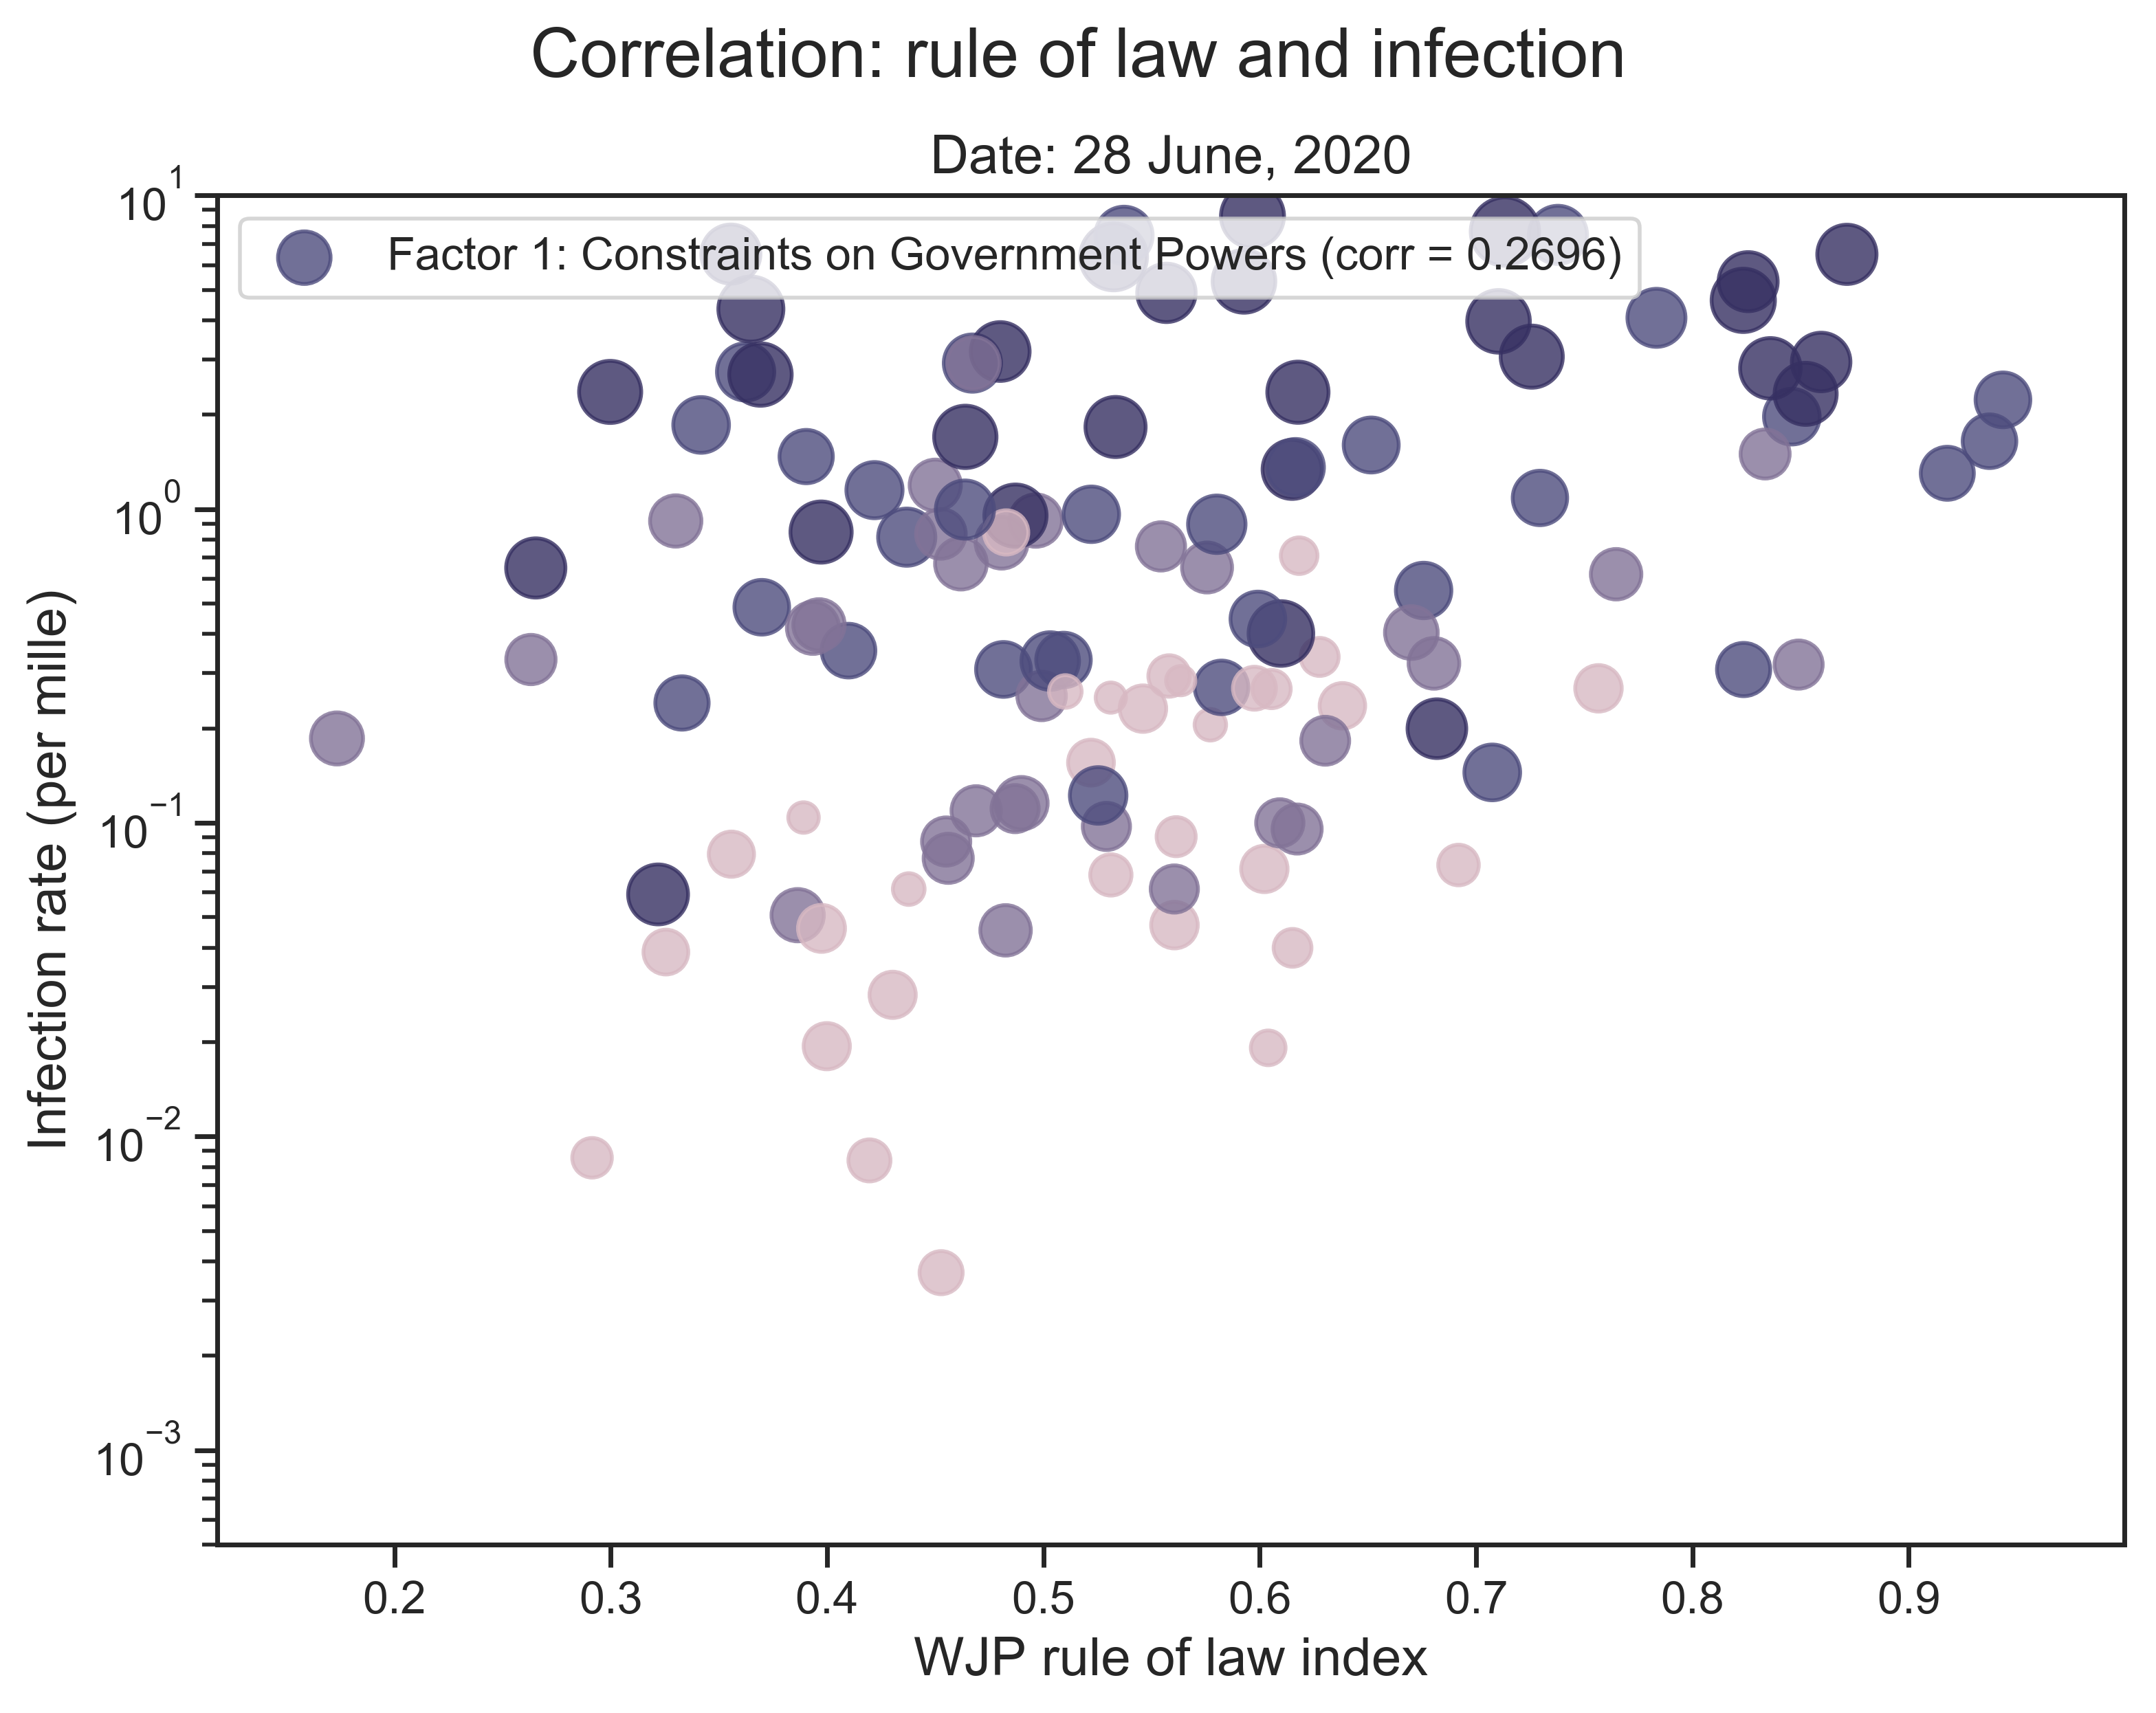 Correlation: rule of law and infection
Date: 28 June, 2020
Factor 1: Constraints on Government Powers (corr = 0.2696)
Infection rate (per mille)
10¹
10⁰
10⁻¹
10⁻²
10⁻³
0.2 0.3 0.4 0.5 0.6 0.7 0.8 0.9
WJP rule of law index